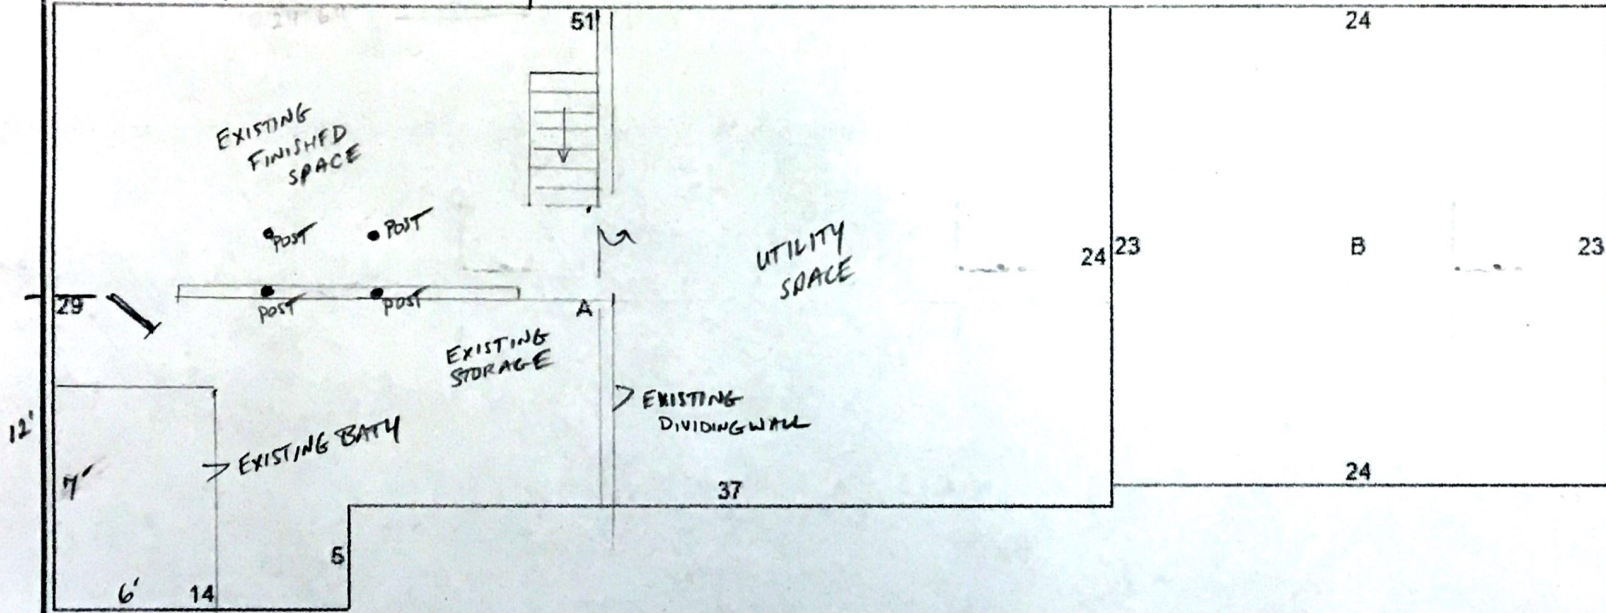 51'
24
EXISTING
FINISHED
SPACE
POST
POST
UTILITY
SPACE
24
23
B
23
29
POST
POST
A
EXISTING
STORAGE
EXISTING
DIVIDING WALL
12'
EXISTING BATH
7'
37
24
5
6'
14